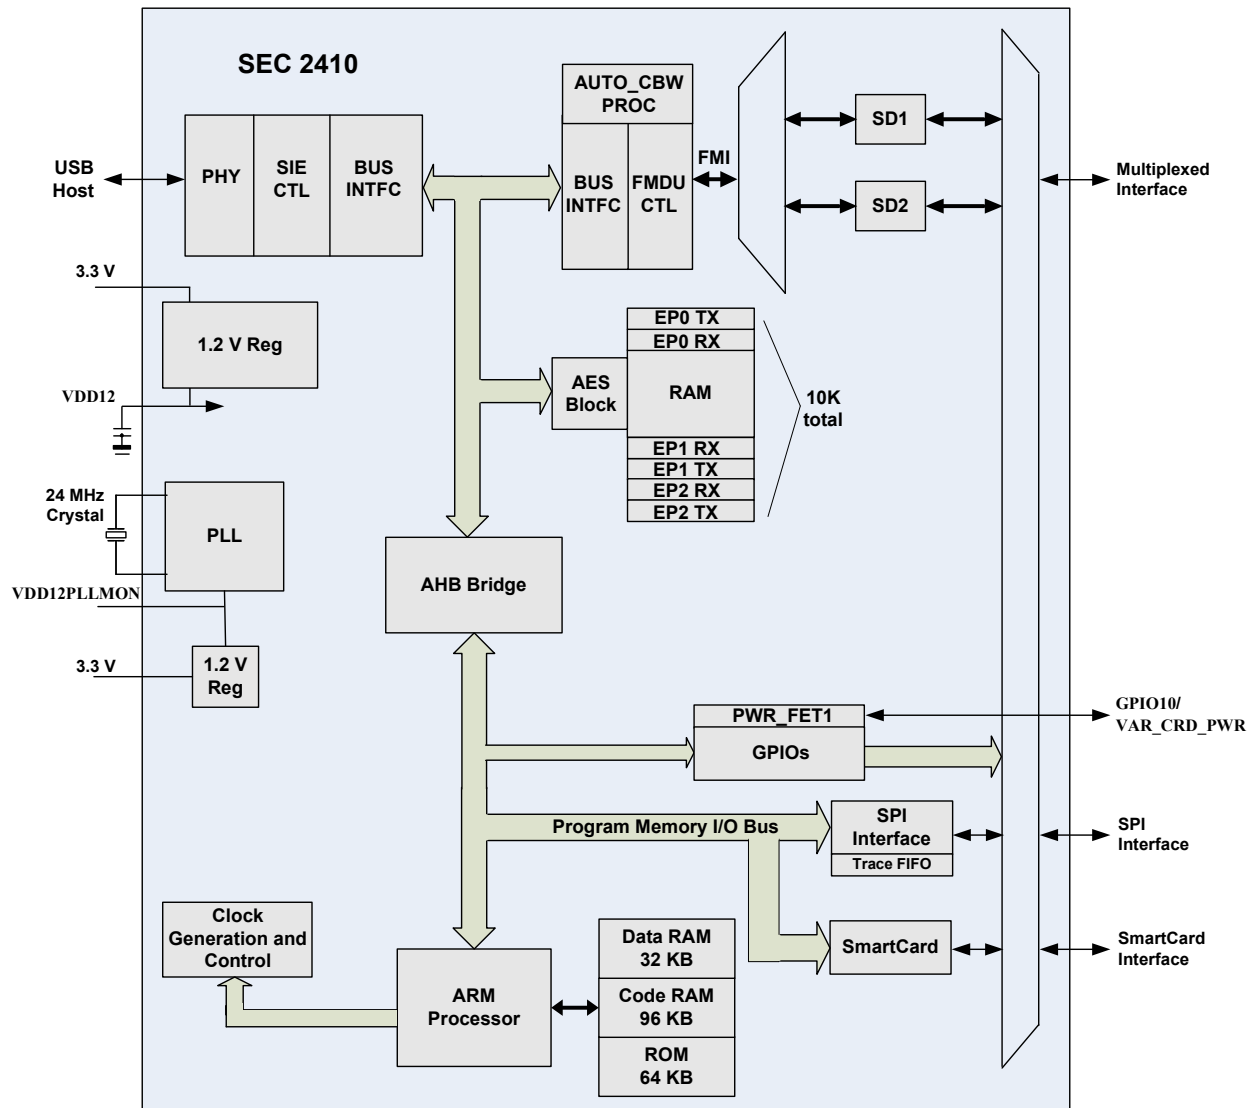 SEC 2410
AUTO_CBW
PROC
USB
Host
PHY
SIE
CTL
BUS
INTFC
BUS
INTFC
FMDU
CTL
FMI
SD1
SD2
Multiplexed
Interface
3.3 V
1.2 V Reg
VDD12
EP0 TX
EP0 RX
AES
Block
RAM
10K
total
EP1 RX
EP1 TX
EP2 RX
EP2 TX
24 MHz
Crystal
PLL
AHB Bridge
VDD12PLLMON
3.3 V
1.2 V
Reg
PWR_FET1
GPIOs
GPIO10/
VAR_CRD_PWR
Program Memory I/O Bus
SPI
Interface
Trace FIFO
SPI
Interface
Clock
Generation and
Control
Data RAM
32 KB
SmartCard
SmartCard
Interface
ARM
Processor
Code RAM
96 KB
ROM
64 KB